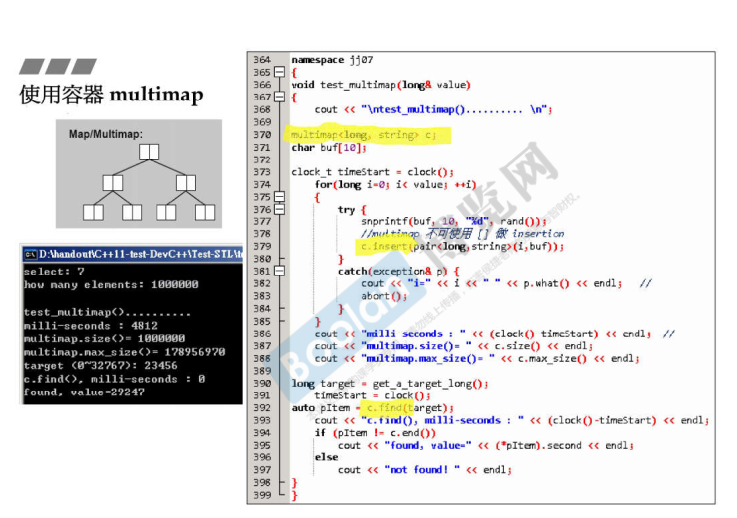 使用容器 multimap
Map/Multimap:
D:\handout\C++11-test-DevC++\Test-STL\t
select: 7
how many elements: 1000000
test_multimap()..........
milli-seconds : 4812
multimap.size()= 1000000
multimap.max_size()= 178956970
target (0~32767): 23456
c.find(), milli-seconds : 0
found, value=29247
364 namespace jj07
365 {
366 void test_multimap(long& value)
367 {
368 cout << "\ntest_multimap().......... \n";
369
370 multimap<long, string> c;
371 char buf[10];
372
373 clock_t timeStart = clock();
374 for(long i=0; i< value; ++i)
375 {
376 try {
377 snprintf(buf, 10, "%d", rand());
378 //multimap 不可使用 [] 做 insertion
379 c.insert(pair<long,string>(i,buf));
380 }
381 catch(exception& p) {
382 cout << "i=" << i << " " << p.what() << endl; //
383 abort();
384 }
385 }
386 cout << "milli-seconds : " << (clock()-timeStart) << endl; //
387 cout << "multimap.size()= " << c.size() << endl;
388 cout << "multimap.max_size()= " << c.max_size() << endl;
389
390 long target = get_a_target_long();
391 timeStart = clock();
392 auto pItem = c.find(target);
393 cout << "c.find(), milli-seconds : " << (clock()-timeStart) << endl;
394 if (pItem != c.end())
395 cout << "found, value=" << (*pItem).second << endl;
396 else
397 cout << "not found! " << endl;
398 }
399 }
Boolan
博览网